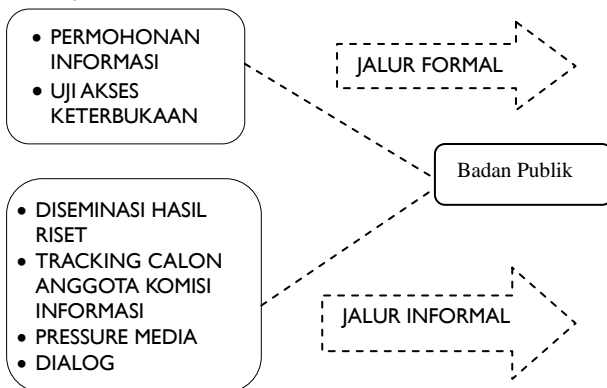 • PERMOHONAN
INFORMASI
• UJI AKSES
KETERBUKAAN
JALUR FORMAL
Badan Publik
• DISEMINASI HASIL
RISET
• TRACKING CALON
ANGGOTA KOMISI
INFORMASI
• PRESSURE MEDIA
• DIALOG
JALUR INFORMAL